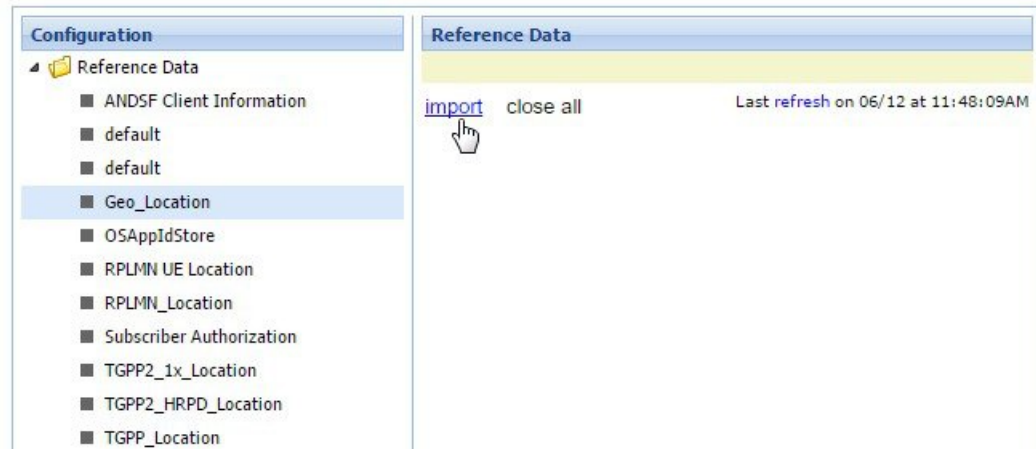 Configuration
Reference Data
ANDSF Client Information
default
default
Geo_Location
OSAppIdStore
RPLMN UE Location
RPLMN_Location
Subscriber Authorization
TGPP2_1x_Location
TGPP2_HRPD_Location
TGPP_Location
Reference Data
import close all Last refresh on 06/12 at 11:48:09AM